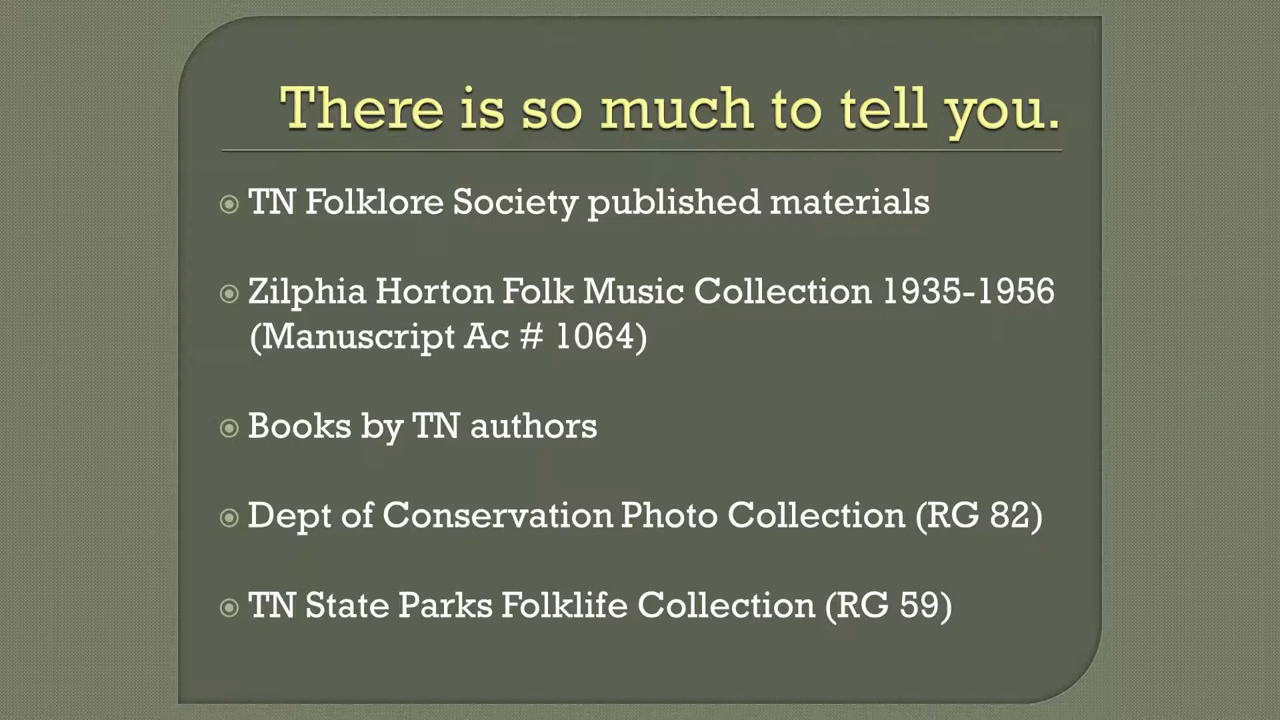 There is so much to tell you.
TN Folklore Society published materials
Zilphia Horton Folk Music Collection 1935-1956
(Manuscript Ac # 1064)
Books by TN authors
Dept of Conservation Photo Collection (RG 82)
TN State Parks Folklife Collection (RG 59)